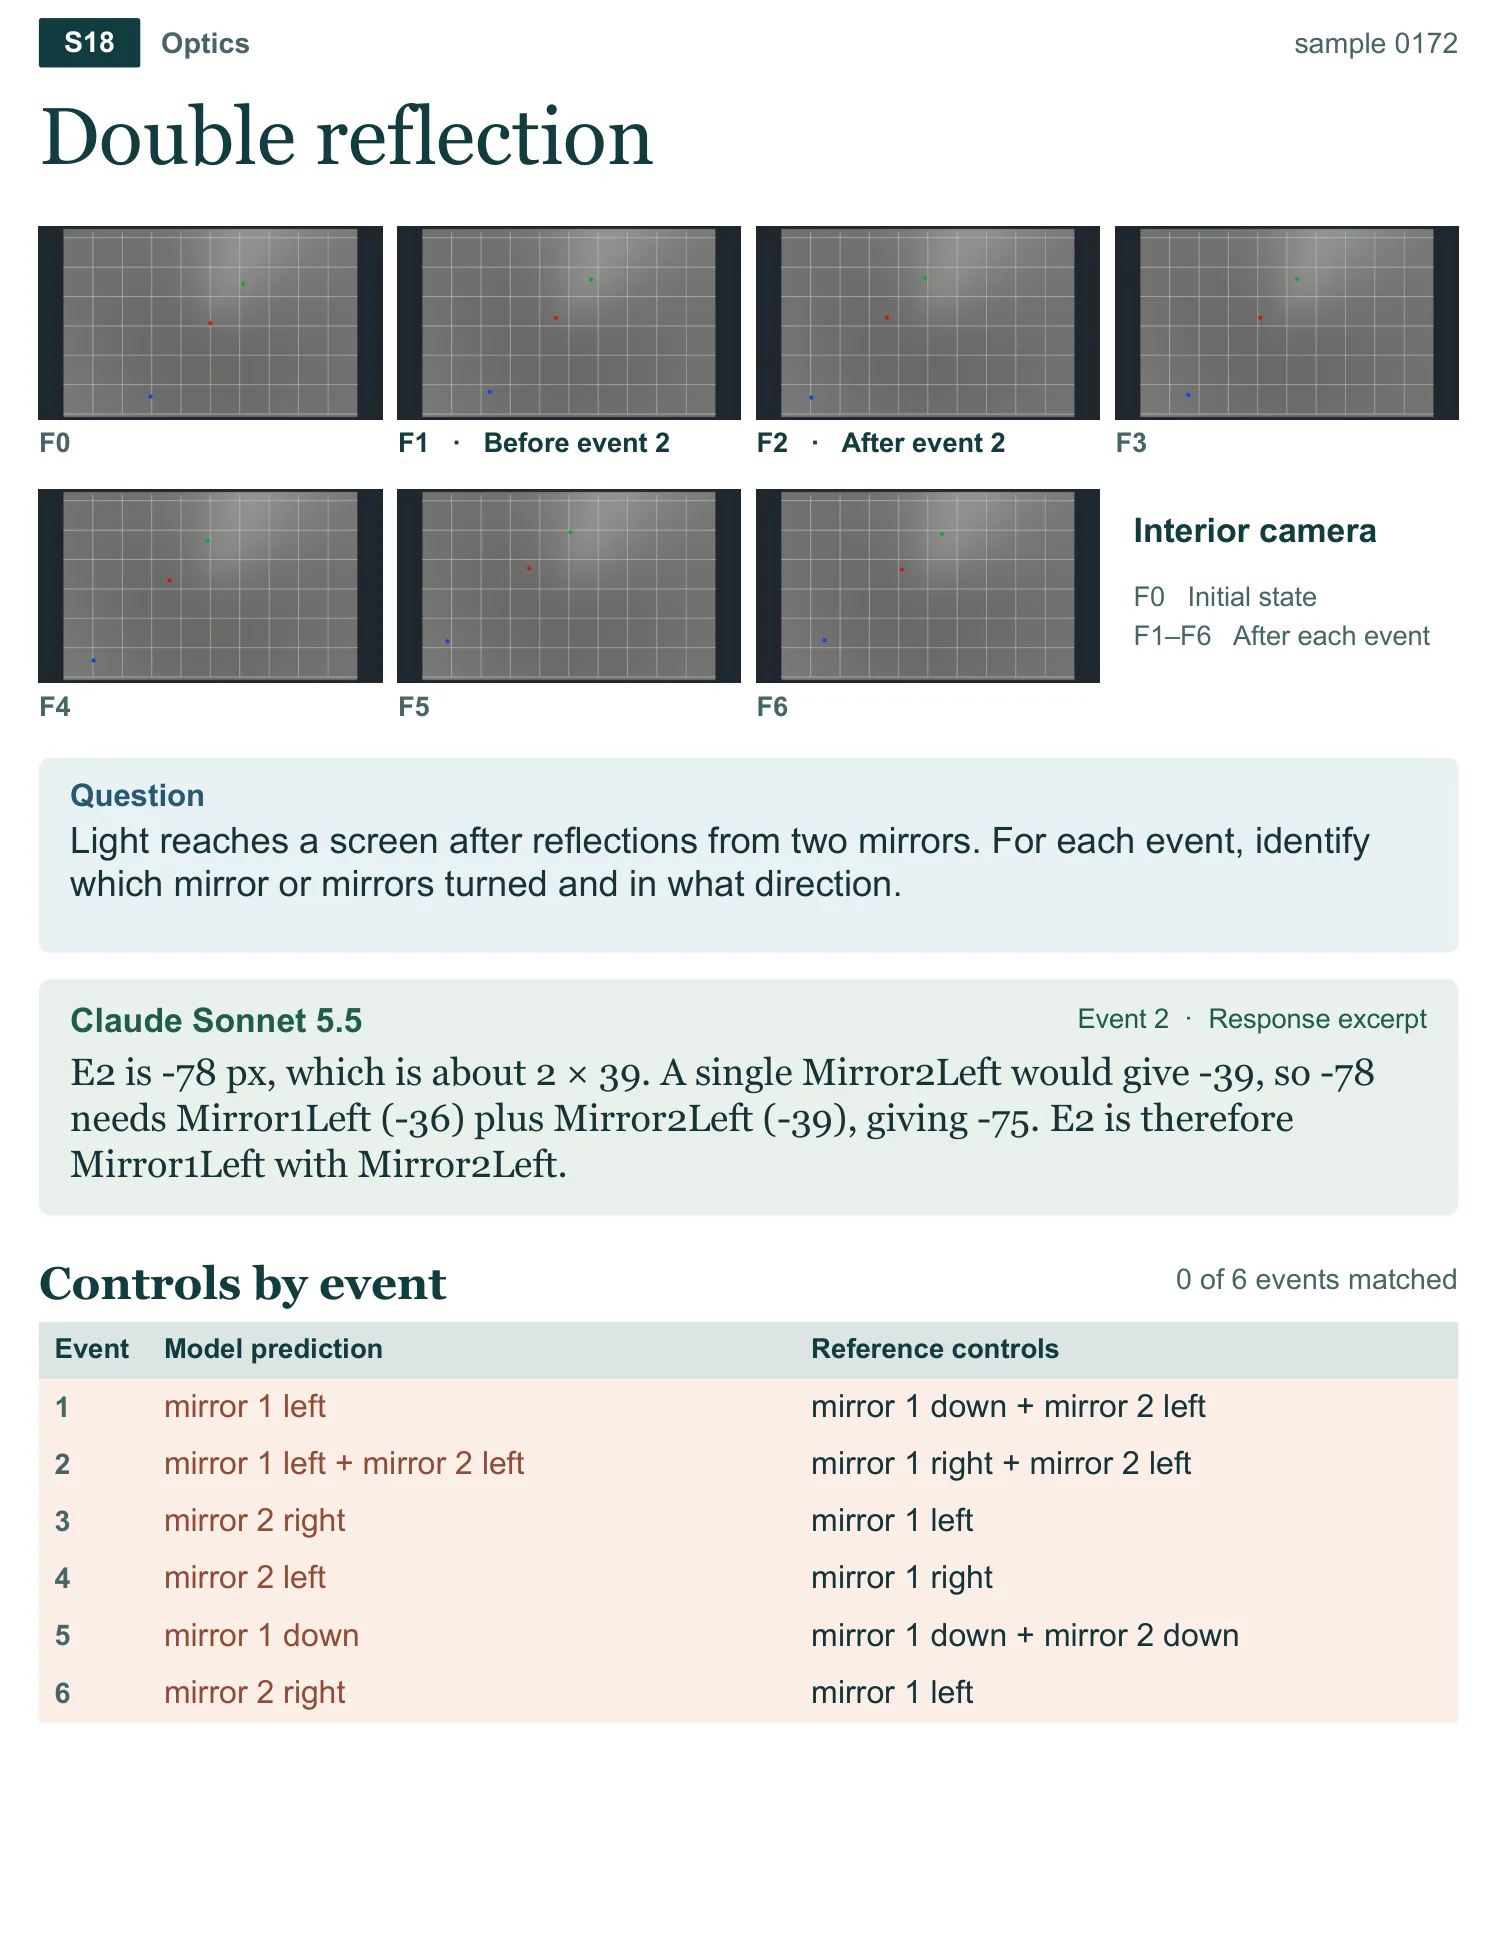 S18 Optics sample 0172
Double reflection
F0 F1 · Before event 2 F2 · After event 2 F3
Interior camera
F0 Initial state
F1–F6 After each event
F4 F5 F6
Question
Light reaches a screen after reflections from two mirrors. For each event, identify
which mirror or mirrors turned and in what direction.
Claude Sonnet 5.5 Event 2 · Response excerpt
E2 is -78 px, which is about 2 × 39. A single Mirror2Left would give -39, so -78
needs Mirror1Left (-36) plus Mirror2Left (-39), giving -75. E2 is therefore
Mirror1Left with Mirror2Left.
Controls by event 0 of 6 events matched
Event Model prediction Reference controls
1 mirror 1 left mirror 1 down + mirror 2 left
2 mirror 1 left + mirror 2 left mirror 1 right + mirror 2 left
3 mirror 2 right mirror 1 left
4 mirror 2 left mirror 1 right
5 mirror 1 down mirror 1 down + mirror 2 down
6 mirror 2 right mirror 1 left